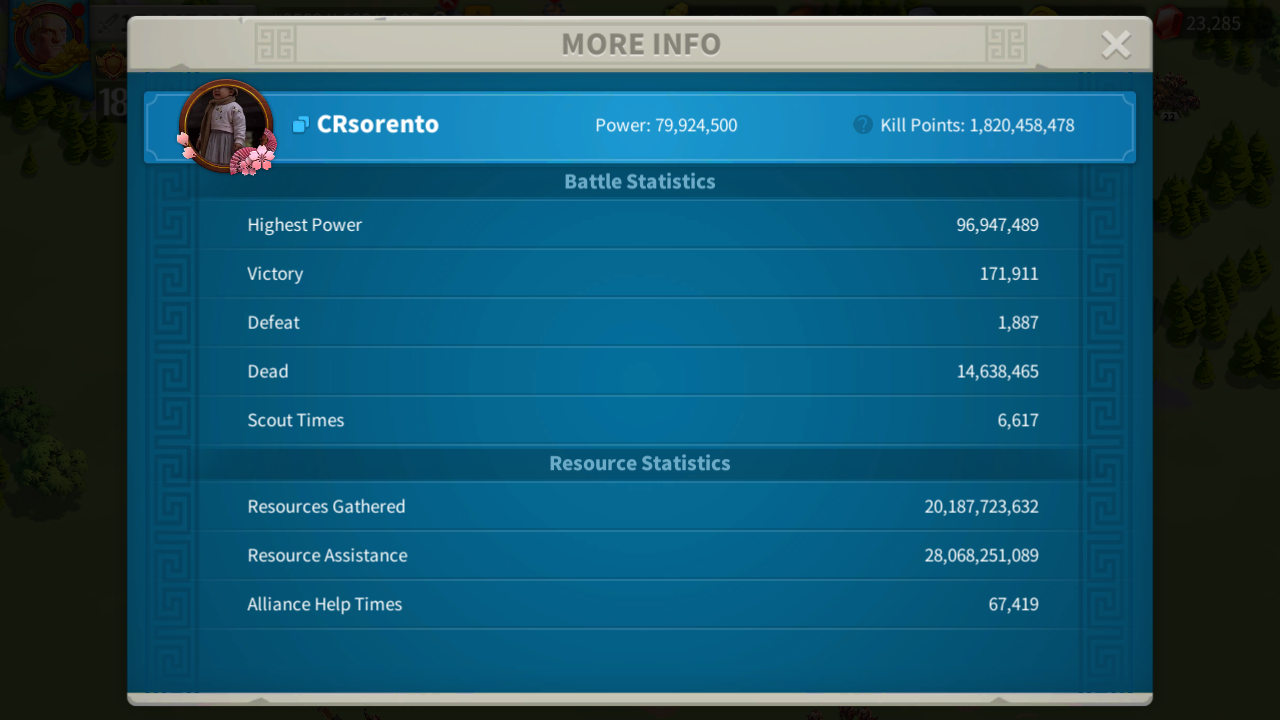 MORE INFO
23,285
18
CRsorento
Power: 79,924,500
? Kill Points: 1,820,458,478
Battle Statistics
22
Highest Power 96,947,489
Victory 171,911
Defeat 1,887
Dead 14,638,465
Scout Times 6,617
Resource Statistics
Resources Gathered 20,187,723,632
Resource Assistance 28,068,251,089
Alliance Help Times 67,419